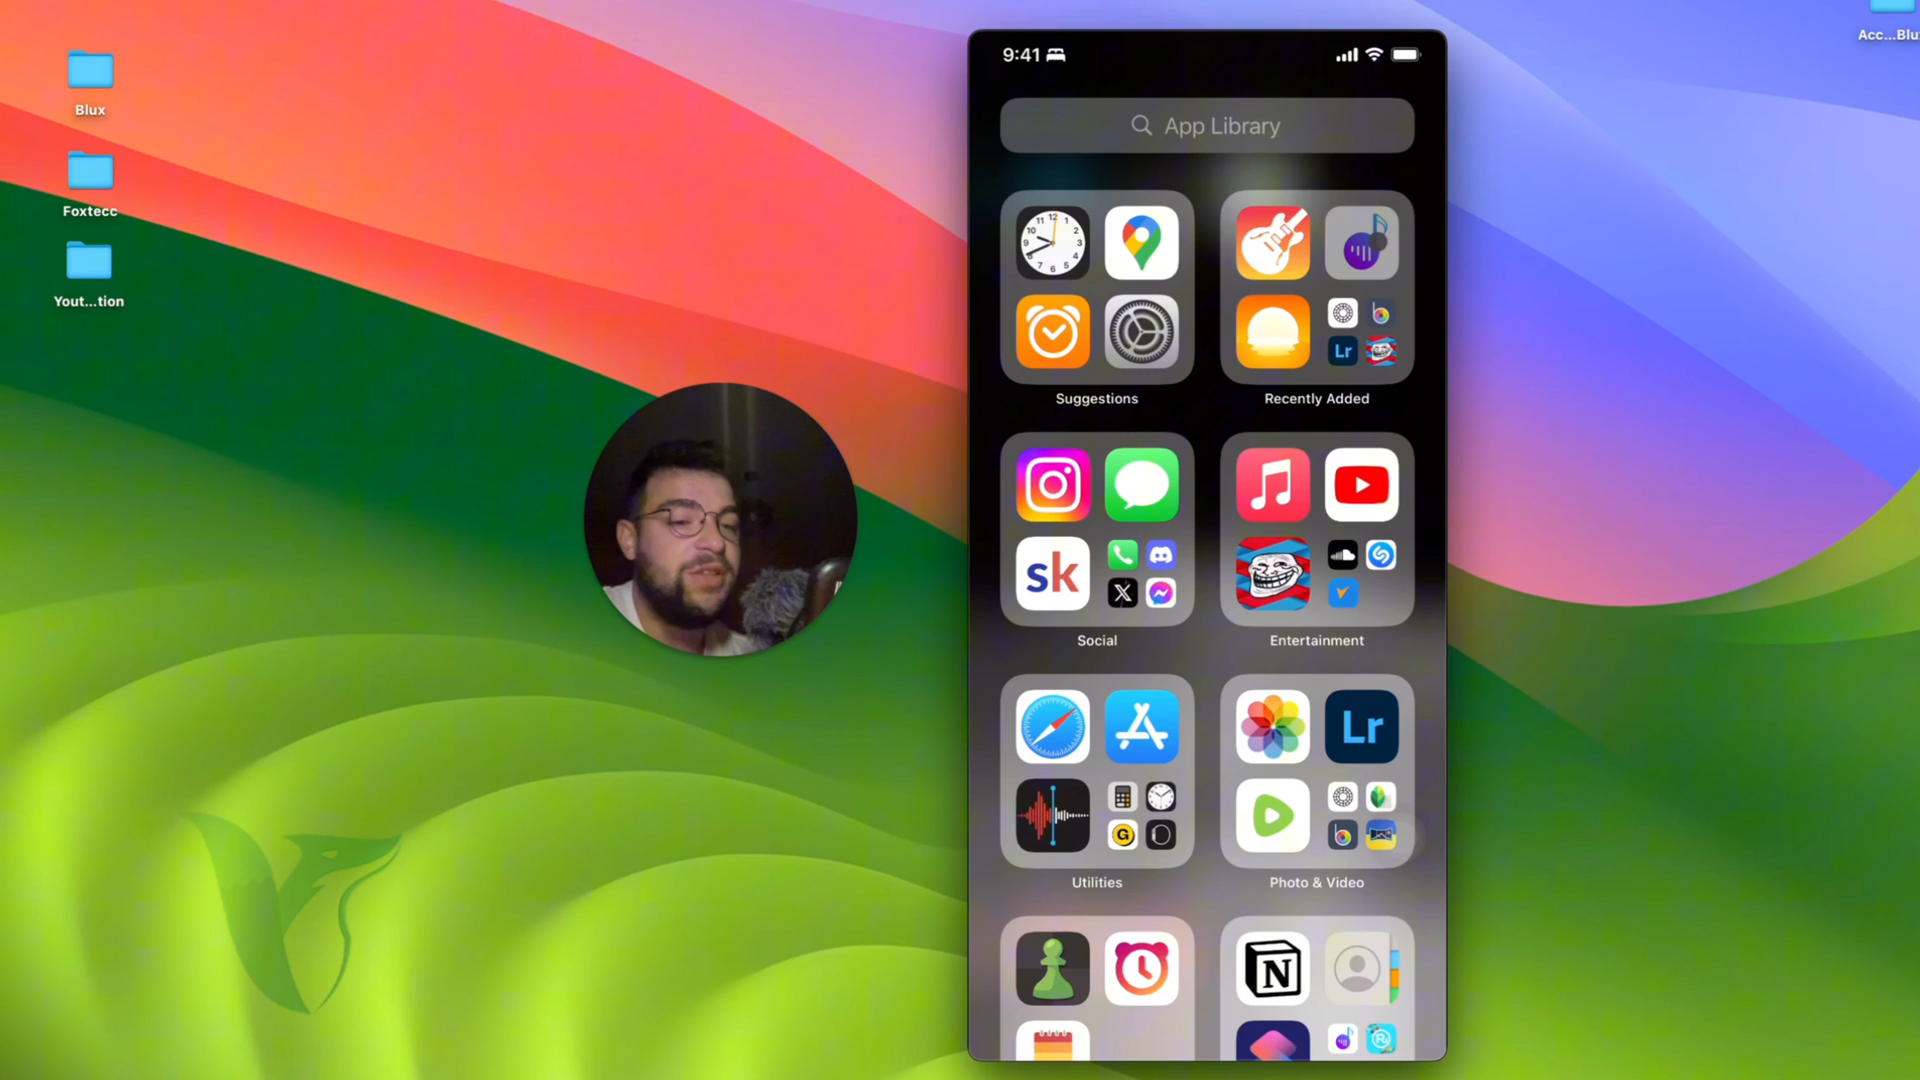 Blux
Foxtecc
Yout...tion
Acc...Blu
9:41
App Library
Suggestions
Recently Added
Lr
sk
Social
Entertainment
Lr
G
Utilities
Photo & Video
N